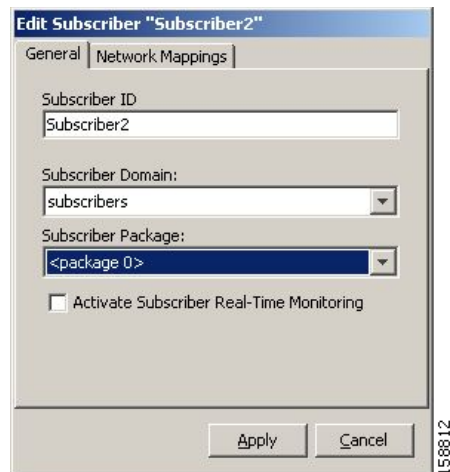 Edit Subscriber "Subscriber2"
General Network Mappings
Subscriber ID
Subscriber2
Subscriber Domain:
subscribers
Subscriber Package:
<package 0>
Activate Subscriber Real-Time Monitoring
Apply Cancel
158812